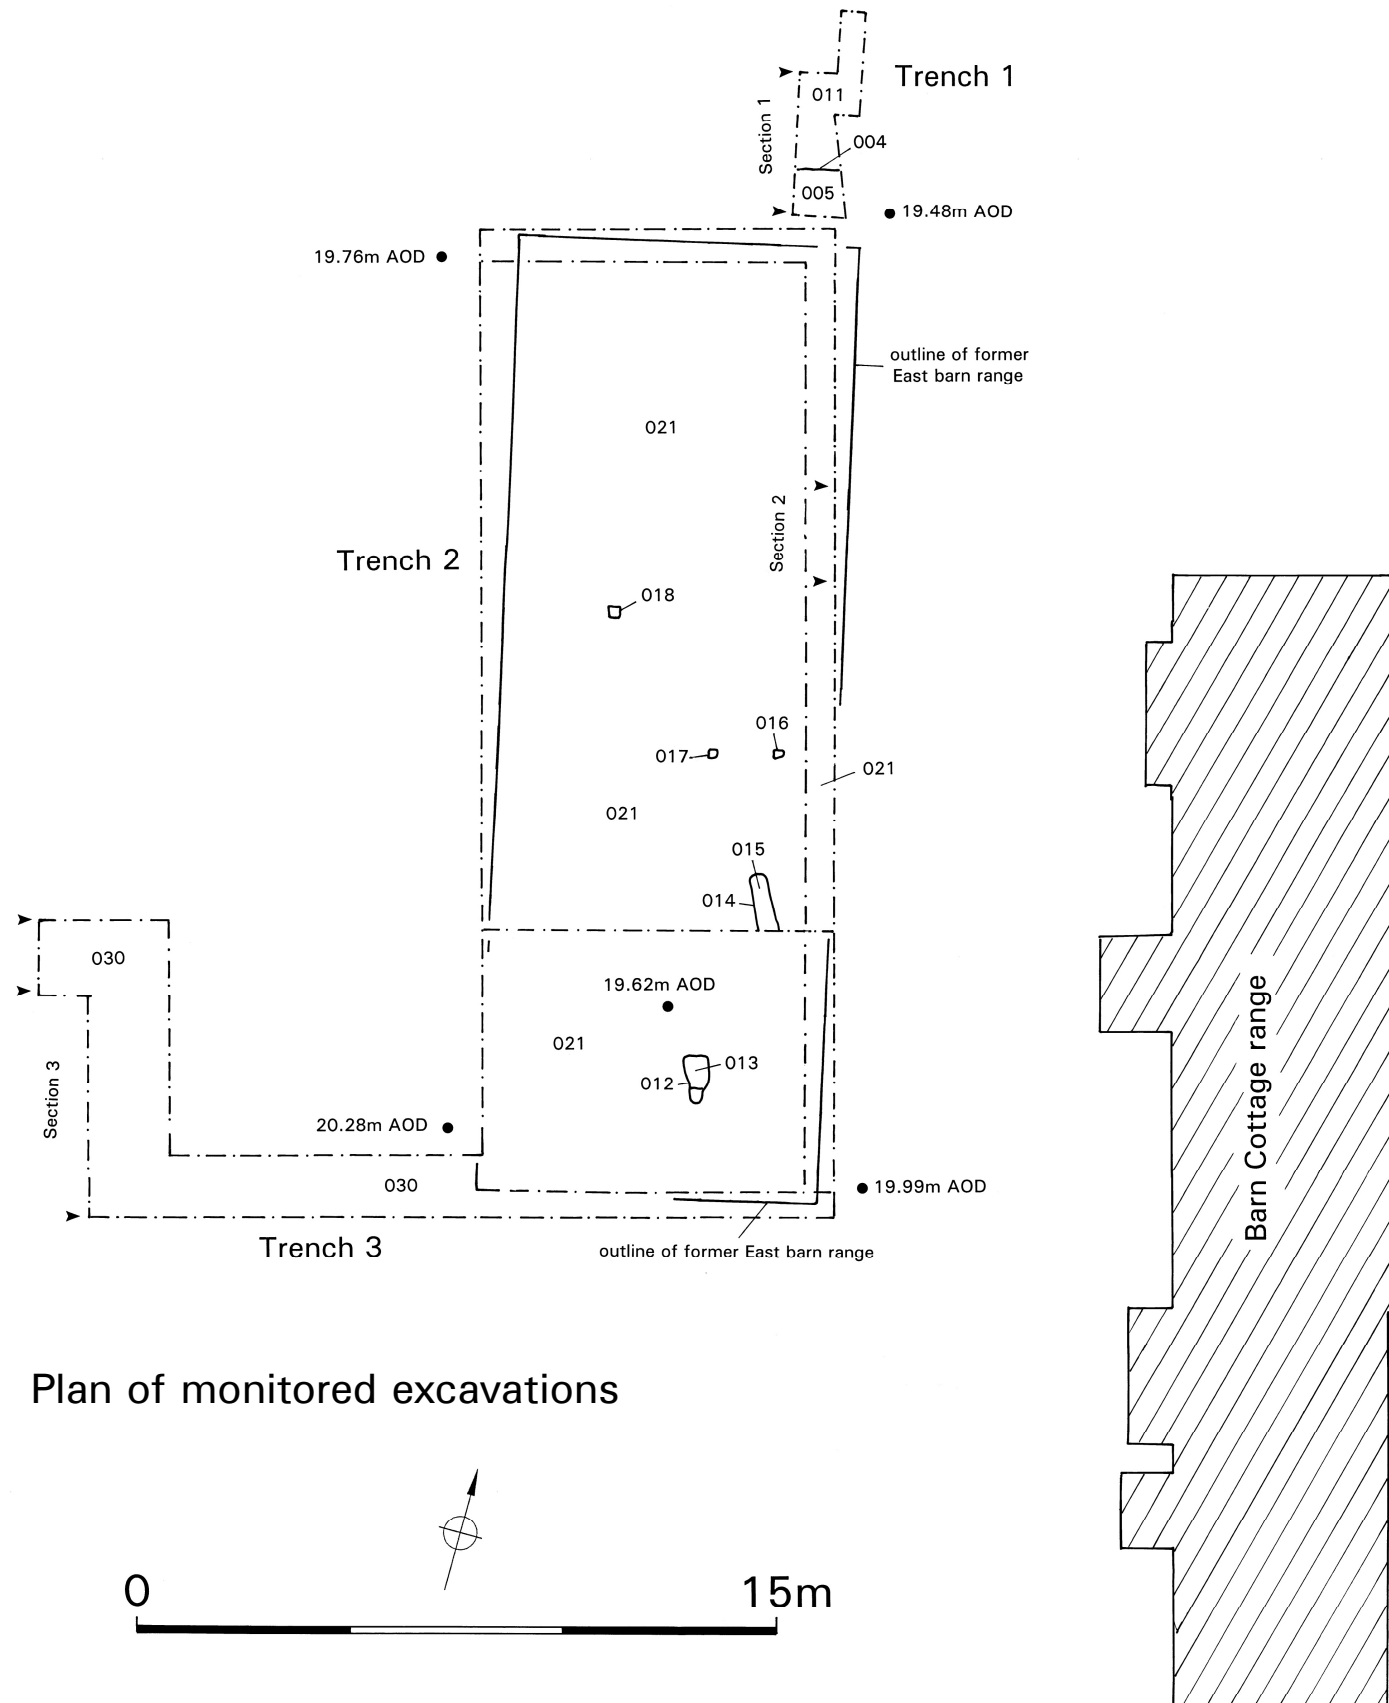 Trench 1
011
Section 1
004
005
19.48m AOD
19.76m AOD
outline of former
East barn range
021
Section 2
Trench 2
018
016
017
021
021
015
014
030
19.62m AOD
021
013
012
Section 3
20.28m AOD
030
19.99m AOD
Trench 3
outline of former East barn range
Barn Cottage range
Plan of monitored excavations
0
15m